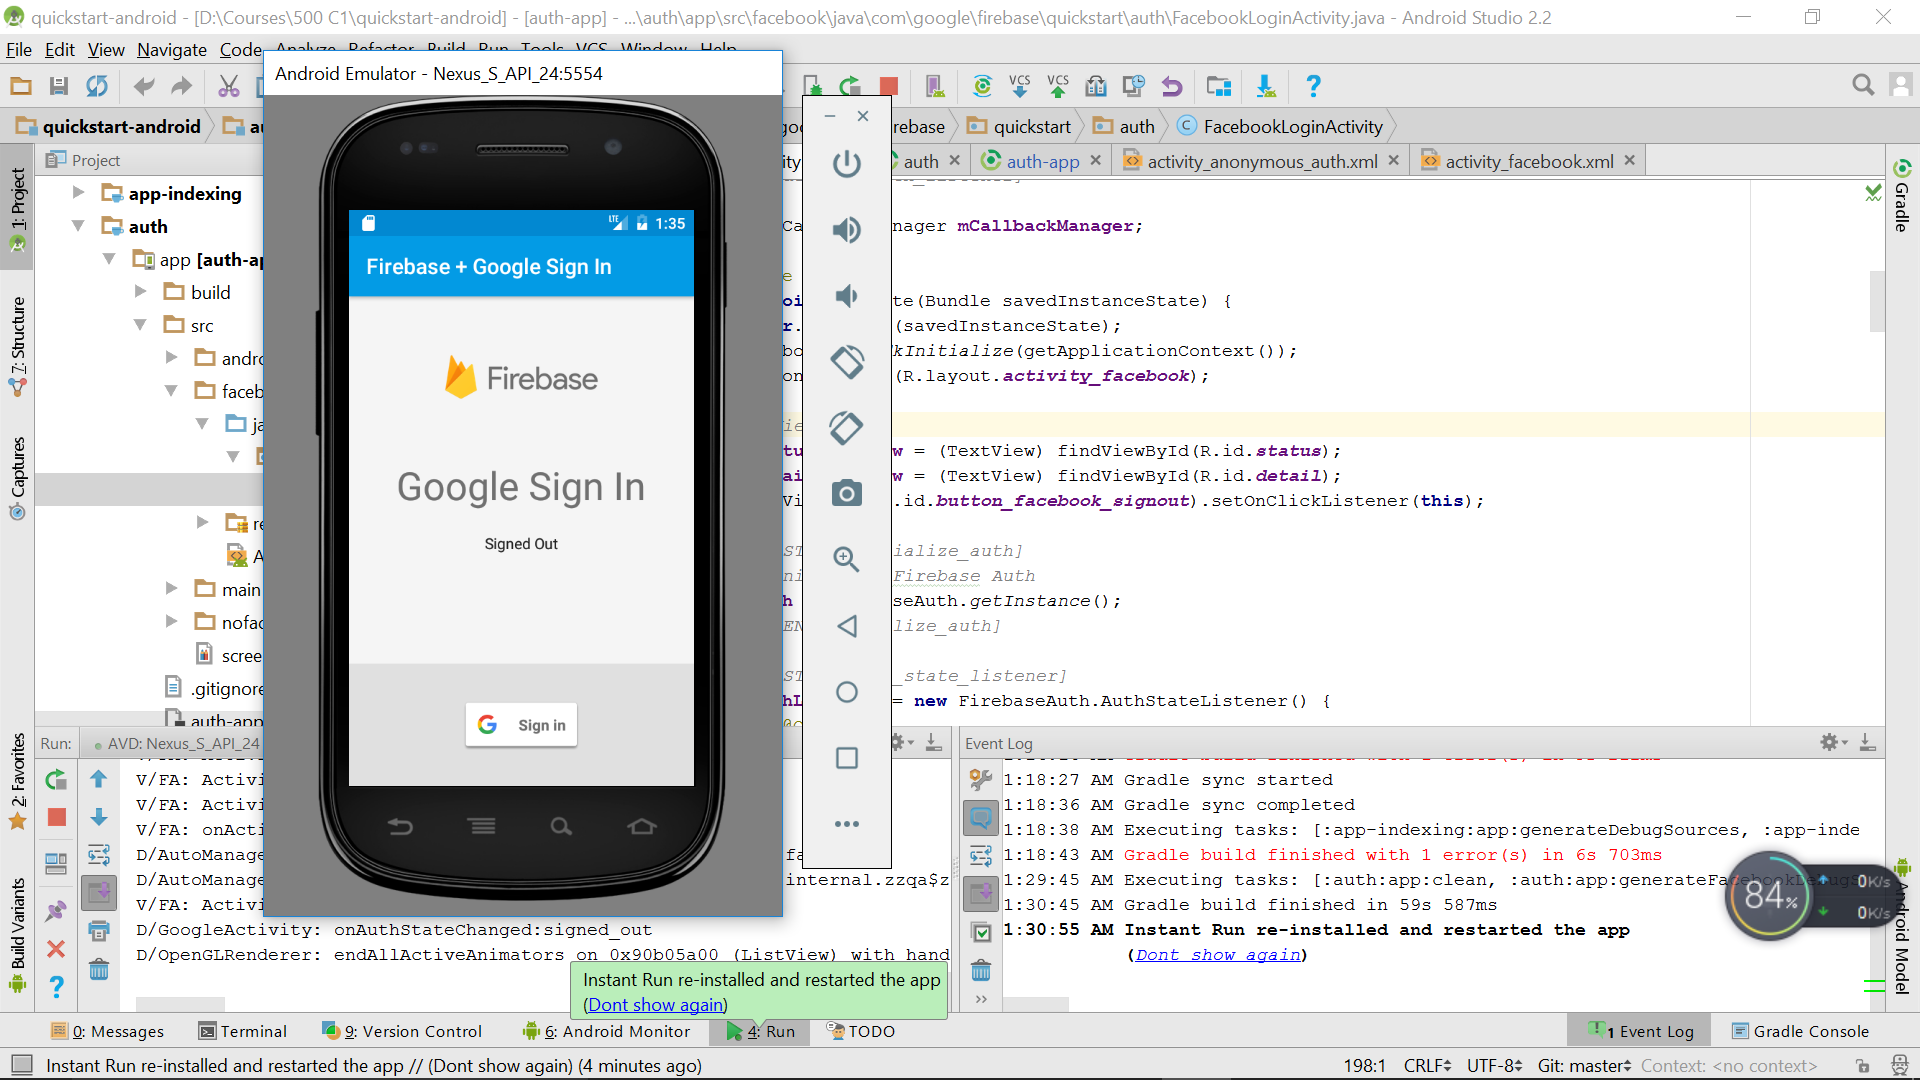 quickstart-android - [D:\Courses\500 C1\quickstart-android] - [auth-app] - ...\auth\app\src\facebook\java\com\google\firebase\quickstart\auth\FacebookLoginActivity.java - Android Studio 2.2
File Edit View Navigate Code Analyze Refactor Build Run Tools VCS Window Help
Android Emulator - Nexus_S_API_24:5554
VCS VCS
quickstart-android
rebase quickstart auth FacebookLoginActivity
Project
auth auth-app activity_anonymous_auth.xml activity_facebook.xml
app-indexing
auth
app [auth-ap
build
src
andro
faceb
ja
re
A
main
nofac
scree
.gitignore
auth-app
1: Project
7: Structure
Captures
2: Favorites
Build Variants
Gradle
Android Model
LTE 1:35
Firebase + Google Sign In
Firebase
Google Sign In
Signed Out
Sign in
nager mCallbackManager;
te(Bundle savedInstanceState) {
(savedInstanceState);
kInitialize(getApplicationContext());
(R.layout.activity_facebook);
w = (TextView) findViewById(R.id.status);
w = (TextView) findViewById(R.id.detail);
.id.button_facebook_signout).setOnClickListener(this);
ialize_auth]
Firebase Auth
seAuth.getInstance();
lize_auth]
_state_listener]
= new FirebaseAuth.AuthStateListener() {
Run: AVD: Nexus_S_API_24
V/FA: Activi
V/FA: Activi
V/FA: onActi
D/AutoManage
D/AutoManage internal.zzqa$z
V/FA: Activi
D/GoogleActivity: onAuthStateChanged:signed_out
D/OpenGLRenderer: endAllActiveAnimators on 0x90b05a00 (ListView) with hand
Event Log
1:18:27 AM Gradle sync started
1:18:36 AM Gradle sync completed
1:18:38 AM Executing tasks: [:app-indexing:app:generateDebugSources, :app-inde
1:18:43 AM Gradle build finished with 1 error(s) in 6s 703ms
1:29:45 AM Executing tasks: [:auth:app:clean, :auth:app:generateFacebookDebugS
1:30:45 AM Gradle build finished in 59s 587ms
1:30:55 AM Instant Run re-installed and restarted the app
(Dont show again)
84%
0K/s
0K/s
Instant Run re-installed and restarted the app
(Dont show again)
0: Messages Terminal 9: Version Control 6: Android Monitor 4: Run TODO 1 Event Log Gradle Console
Instant Run re-installed and restarted the app // (Dont show again) (4 minutes ago) 198:1 CRLF UTF-8 Git: master Context: <no context>